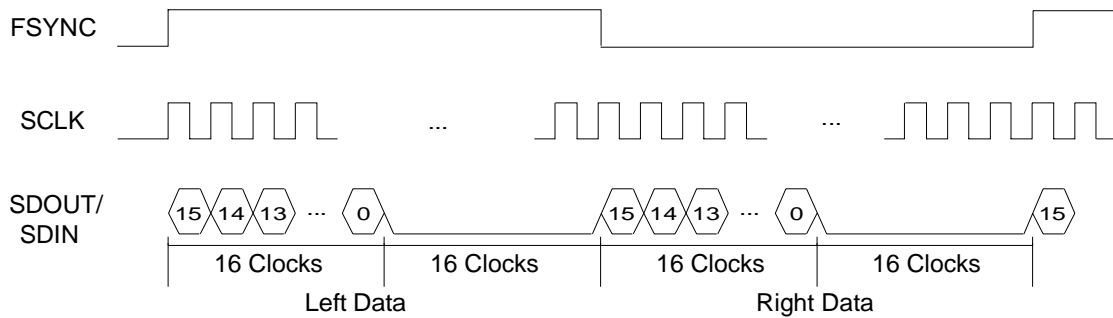 FSYNC
SCLK
... ...
SDOUT/
SDIN
15 14 13 ... 0 15 14 13 ... 0 15
16 Clocks 16 Clocks 16 Clocks 16 Clocks
Left Data Right Data